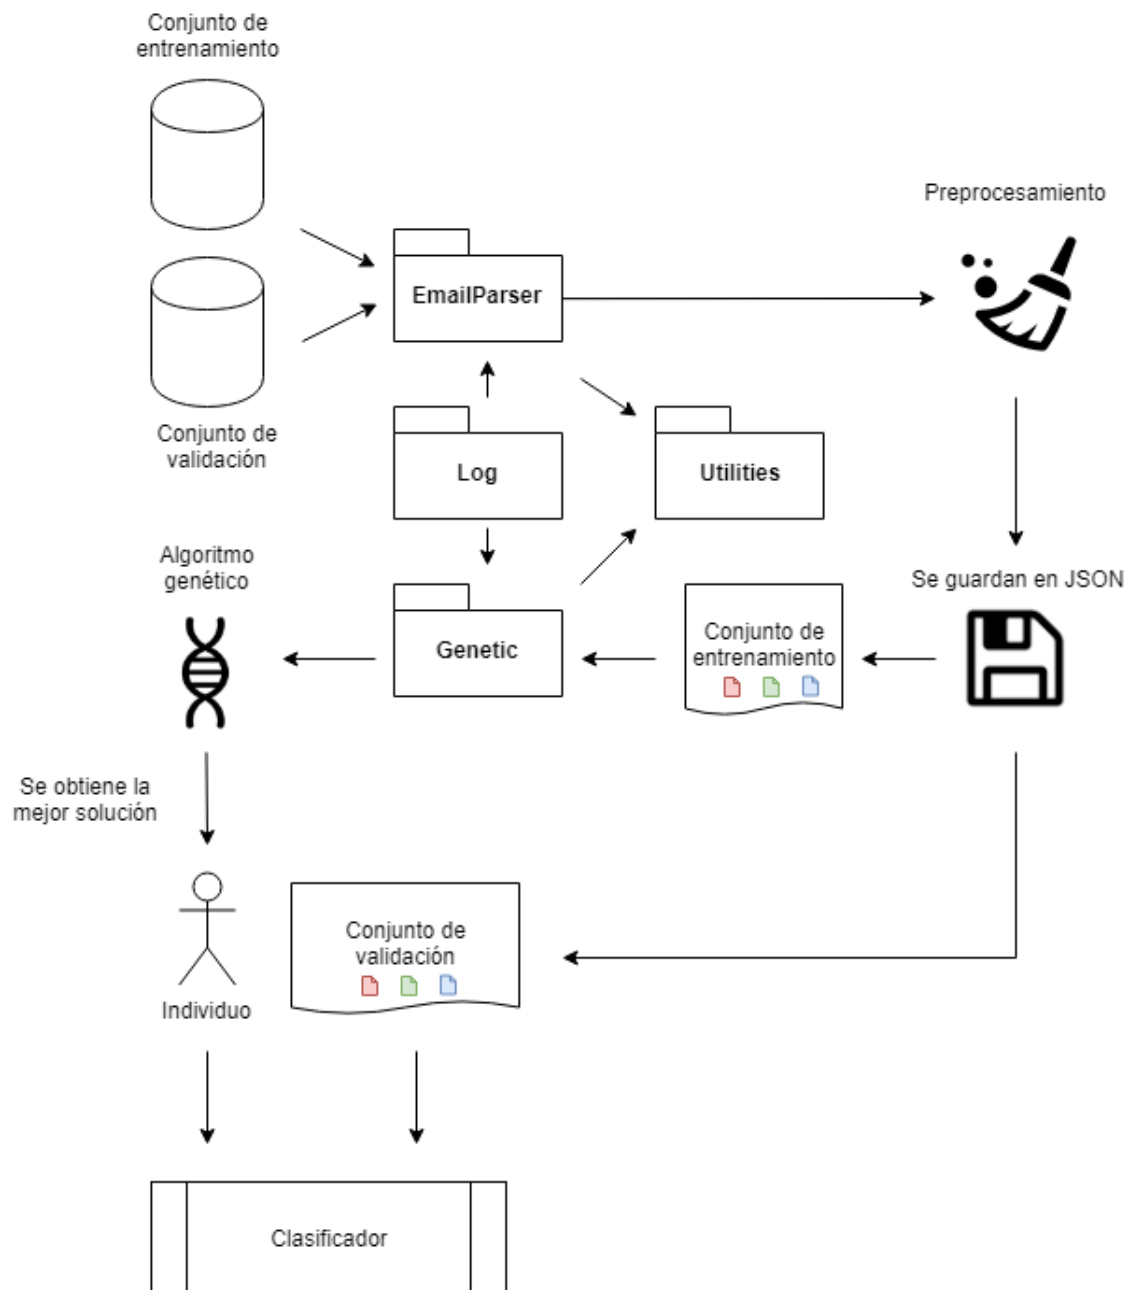 Conjunto de
entrenamiento
Preprocesamiento
EmailParser
Conjunto de
validación
Log
Utilities
Algoritmo
genético
Se guardan en JSON
Genetic
Conjunto de
entrenamiento
Se obtiene la
mejor solución
Conjunto de
validación
Individuo
Clasificador